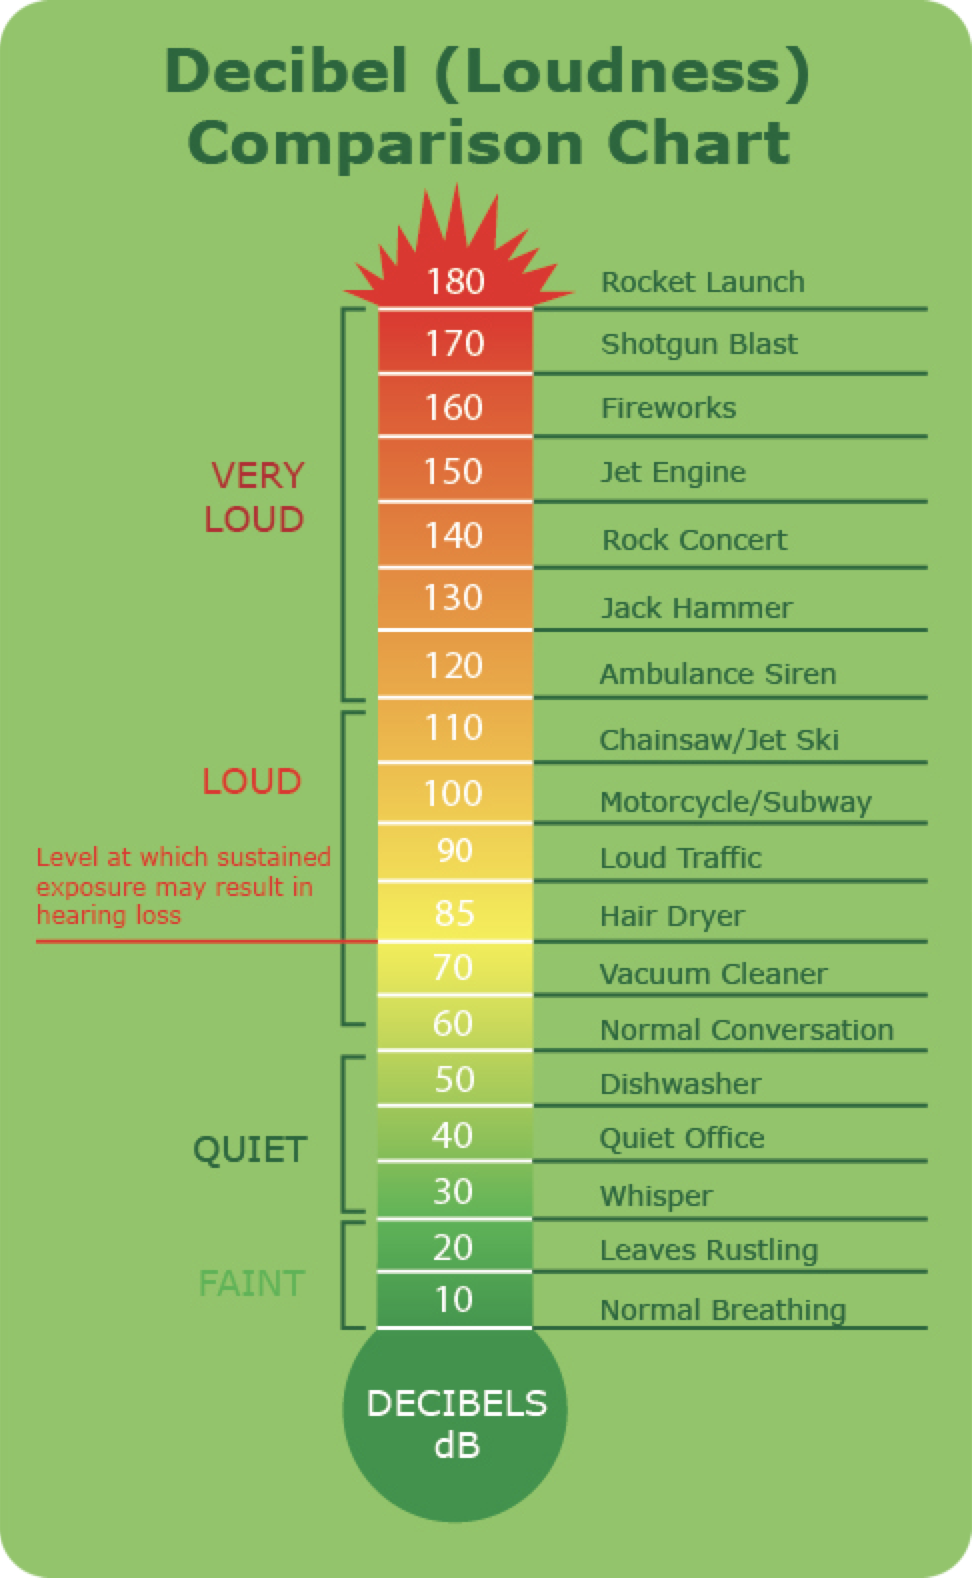 Decibel (Loudness)
Comparison Chart
180 Rocket Launch
170 Shotgun Blast
160 Fireworks
VERY
LOUD
150 Jet Engine
140 Rock Concert
130 Jack Hammer
120 Ambulance Siren
110 Chainsaw/Jet Ski
LOUD
100 Motorcycle/Subway
Level at which sustained
exposure may result in
hearing loss
90 Loud Traffic
85 Hair Dryer
70 Vacuum Cleaner
60 Normal Conversation
50 Dishwasher
QUIET
40 Quiet Office
30 Whisper
20 Leaves Rustling
FAINT
10 Normal Breathing
DECIBELS
dB